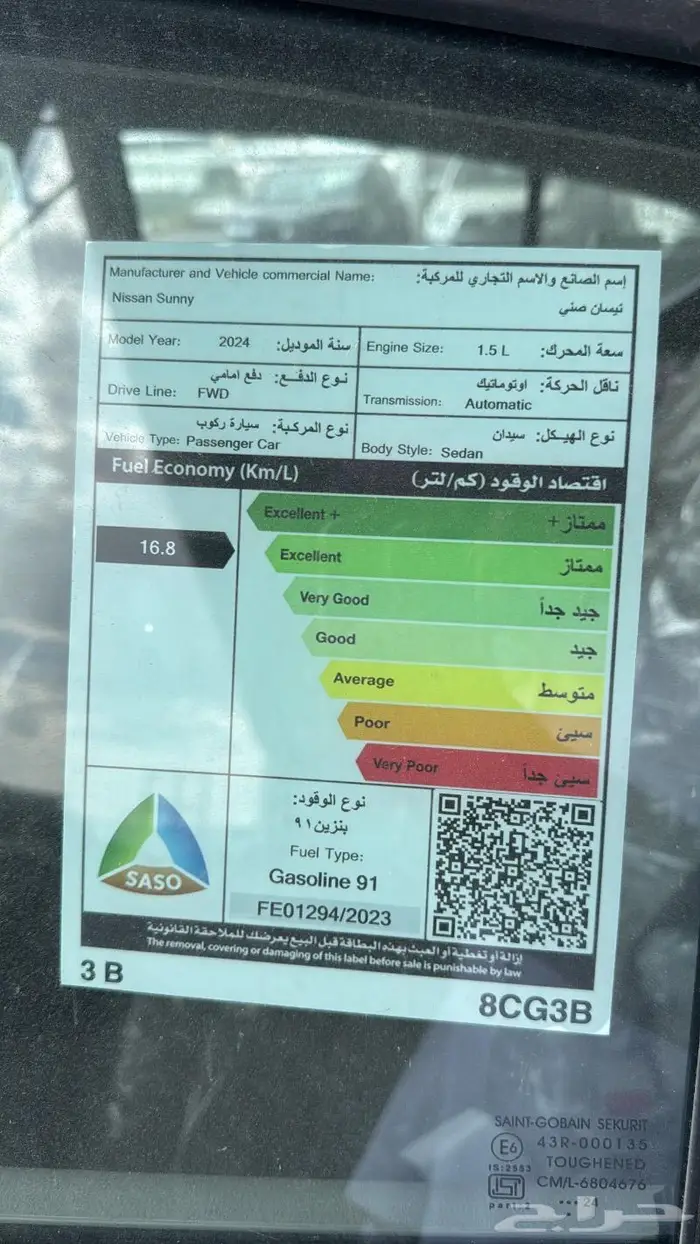 Manufacturer and Vehicle commercial Name: إسم الصانع والاسم التجاري للمركبة:
Nissan Sunny نيسان صني
Model Year: 2024 سنة الموديل:
Engine Size: 1.5 L سعة المحرك:
نوع الدفع: دفع امامي
Drive Line: FWD
ناقل الحركة: اوتوماتيك
Transmission: Automatic
نوع المركبة: سيارة ركوب
Vehicle Type: Passenger Car
نوع الهيكل: سيدان
Body Style: Sedan
Fuel Economy (Km/L) اقتصاد الوقود (كم/لتر)
16.8
Excellent + ممتاز +
Excellent ممتاز
Very Good جيد جداً
Good جيد
Average متوسط
Poor سيئ
Very Poor سيئ جداً
SASO
نوع الوقود:
بنزين ٩١
Fuel Type:
Gasoline 91
FE01294/2023
إزالة أو تغطية أو العبث بهذه البطاقة قبل البيع يعرضك للملاحقة القانونية
The removal, covering or damaging of this label before sale is punishable by law
3 B
8CG3B
SAINT-GOBAIN SEKURIT
E6 43R-000135
IS:2553 TOUGHENED
CM/L-6804676
part-2 24
حراج